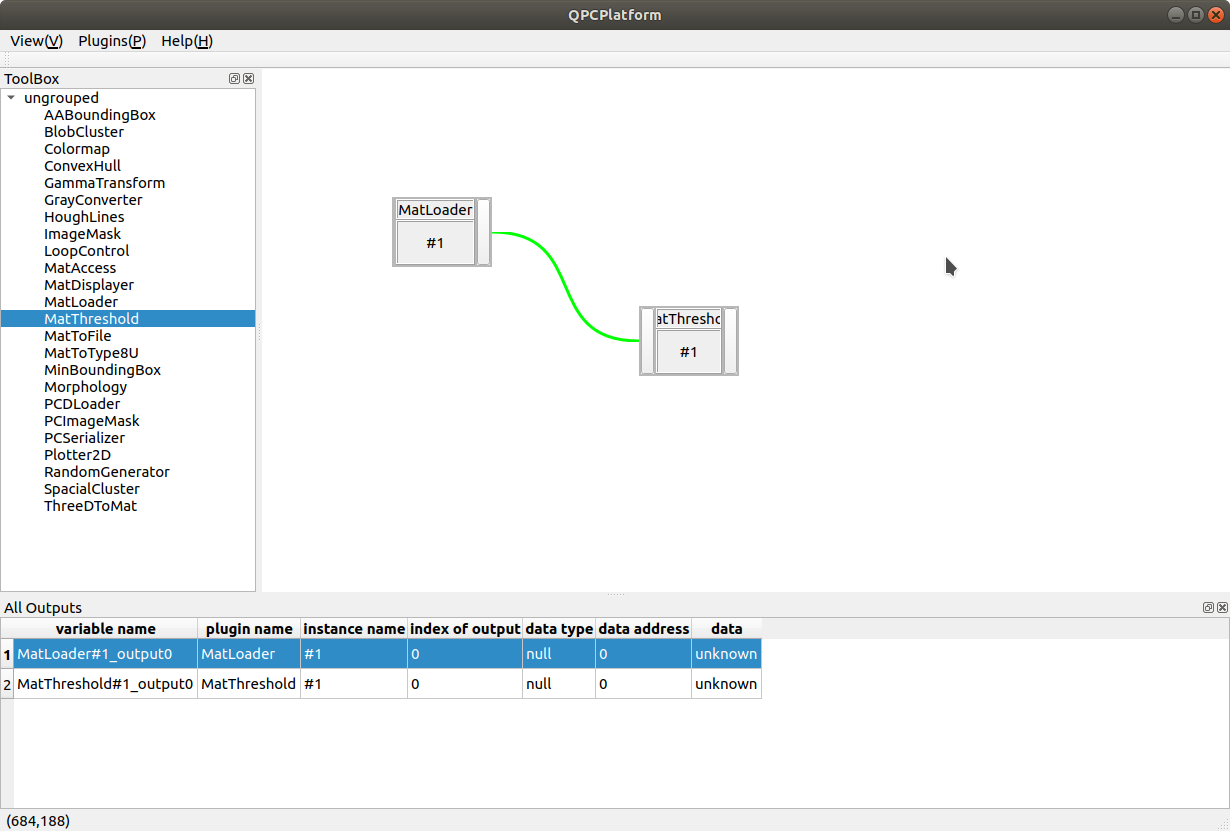 QPCPlatform
View(V) Plugins(P) Help(H)
ToolBox
ungrouped
AABoundingBox
BlobCluster
Colormap
ConvexHull
GammaTransform
GrayConverter
HoughLines
ImageMask
LoopControl
MatAccess
MatDisplayer
MatLoader
MatThreshold
MatToFile
MatToType8U
MinBoundingBox
Morphology
PCDLoader
PCImageMask
PCSerializer
Plotter2D
RandomGenerator
SpacialCluster
ThreeDToMat
MatLoader
#1
atThresho
#1
All Outputs
variable name plugin name instance name index of output data type data address data
1 MatLoader#1_output0 MatLoader #1 0 null 0 unknown
2 MatThreshold#1_output0 MatThreshold #1 0 null 0 unknown
(684,188)